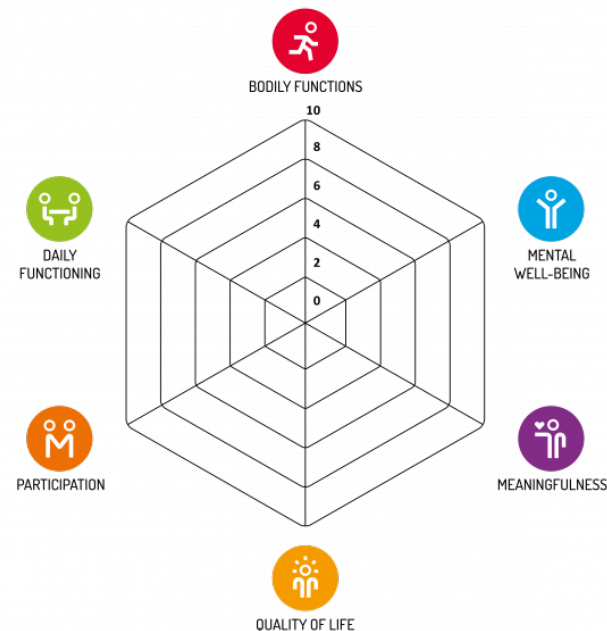 BODILY FUNCTIONS
10
8
6
4
2
0
DAILY
FUNCTIONING
MENTAL
WELL-BEING
PARTICIPATION
MEANINGFULNESS
QUALITY OF LIFE